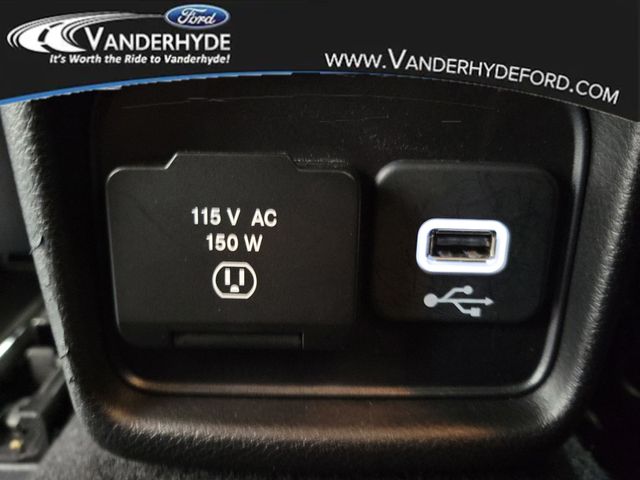 Ford
VANDERHYDE
It's Worth the Ride to Vanderhyde!
WWW.VANDERHYDEFORD.COM
115 V AC
150 W